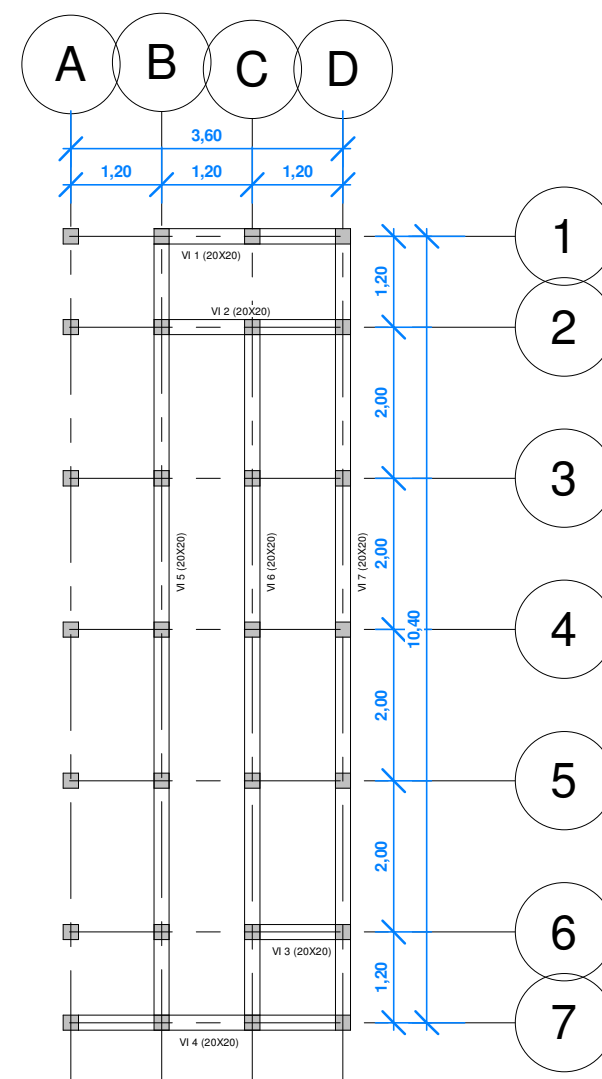 A
B
C
D
3,60
1,20
1,20
1,20
1
VI 1 (20X20)
1,20
VI 2 (20X20)
2
2,00
3
VI 5 (20X20)
VI 6 (20X20)
VI 7 (20X20)
2,00
10,40
4
2,00
5
2,00
6
VI 3 (20X20)
1,20
7
VI 4 (20X20)